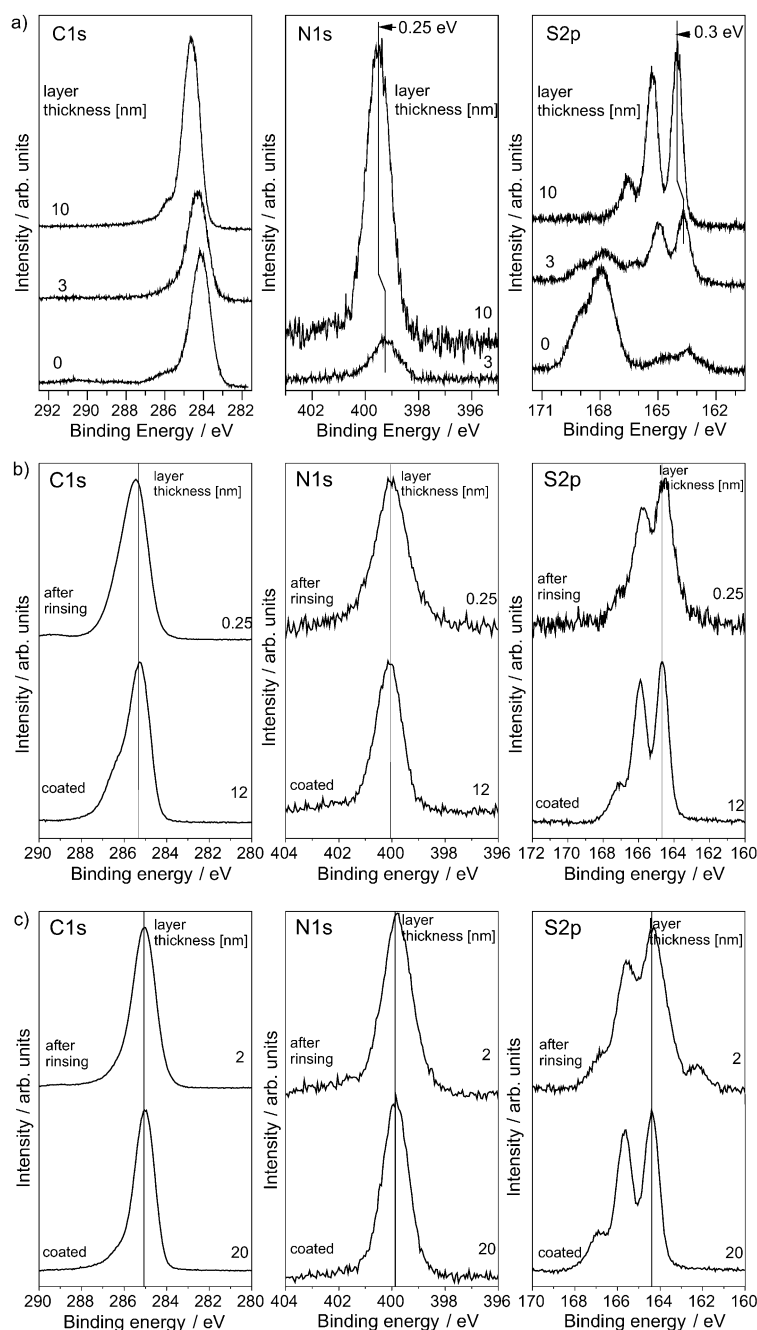 a)
C1s
layer
thickness [nm]
10
3
0
Intensity / arb. units
292 290 288 286 284 282
Binding Energy / eV
N1s
0.25 eV
layer
thickness [nm]
10
3
Intensity / arb. units
402 400 398 396
Binding Energy / eV
S2p
0.3 eV
layer
thickness [nm]
10
3
0
Intensity / arb. units
171 168 165 162
Binding Energy / eV
b)
C1s
layer
thickness [nm]
after
rinsing
0.25
coated
12
Intensity / arb. units
290 288 286 284 282 280
Binding energy / eV
N1s
layer
thickness [nm]
after
rinsing
0.25
coated
12
Intensity / arb. units
404 402 400 398 396
Binding energy / eV
S2p
layer
thickness [nm]
after
rinsing
0.25
coated
12
Intensity / arb. units
172 170 168 166 164 162 160
Binding energy / eV
c)
C1s
layer
thickness [nm]
after
rinsing
2
coated
20
Intensity / arb. units
290 288 286 284 282 280
Binding energy / eV
N1s
layer
thickness [nm]
after
rinsing
2
coated
20
Intensity / arb. units
404 402 400 398 396
Binding energy / eV
S2p
layer
thickness [nm]
after
rinsing
2
coated
20
Intensity / arb. units
170 168 166 164 162 160
Binding energy / eV